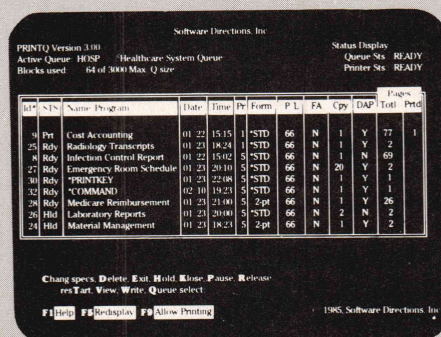 Software Directions, Inc
PRINTQ Version 3.00 Status Display
Active Queue HOSP Healthcare System Queue Queue Sts READY
Blocks used 64 of 3000 Max Q size Printer Sts READY
Pages
Id# STS Name/Program Date Time Pr Form P L FA Cpy DAP Totl Prtd
9 Prt Cost Accounting 01 22 15:15 1 *STD 66 N 1 Y 77 1
25 Rdy Radiology Transcripts 01 23 18:24 1 *STD 66 N 1 Y 2
8 Rdy Infection Control Report 01 22 15:02 5 *STD 66 N 1 N 69
27 Rdy Emergency Room Schedule 01 23 20:10 5 *STD 66 N 20 Y 2
30 Rdy *PRINTKEY 01 23 22:08 5 *STD 66 N 1 Y 1
32 Rdy *COMMAND 02 10 19:23 5 *STD 66 N 1 Y 1
28 Rdy Medicare Reimbursement 01 23 21:00 5 2-pt 66 N 1 Y 26
26 Hld Laboratory Reports 01 23 20:00 5 *STD 66 N 2 N 2
24 Hld Material Management 01 23 18:23 5 2-pt 66 N 1 Y 2
Chang specs, Delete, Exit, Hold, Klose, Pause, Release
resTart, View, Write, Queue select:
F1 Help F5 Redisplay F9 Allow Printing 1985, Software Directions, Inc